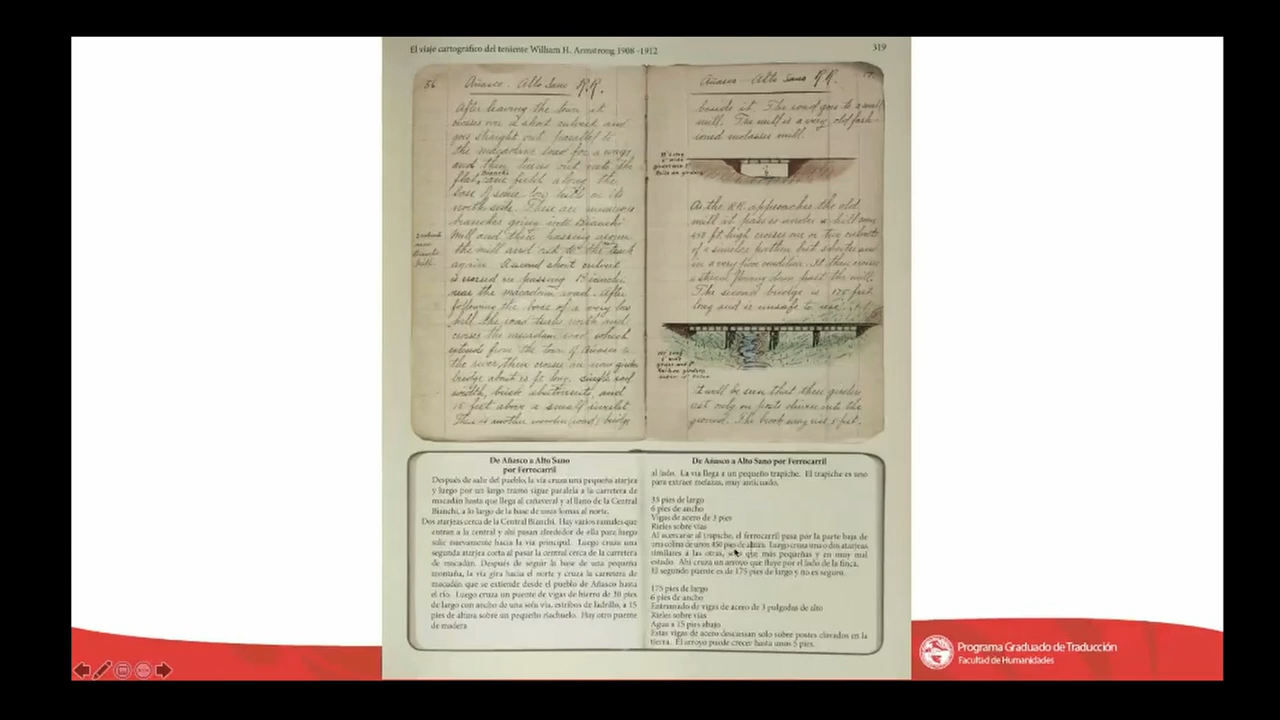 El viaje cartográfico del teniente William H. Armstrong 1908 -1912
319
56
Añasco - Alto Sano R.R.
After leaving the town it
crosses over a short culvert and
goes straight out parallel to
the macadam road for a ways
and then turns out onto the
flat, cane field along the
base of some low hills on its
north side. There are numerous
branches going into Bianchi
Mill and then passing around
the mill and out to the track
again. A second short culvert
is crossed in passing Bianchi
near the macadam road. After
following the base of a very low
hill the road turns north and
crosses the macadam road which
extends from the town of Añasco to
the river, then crosses an iron girder
bridge about 20 ft. long, single rail
width, brick abutments, and
15 feet above a small rivulet
There is another wooden (road) bridge
Añasco - Alto Sano R.R.
beside it. The road goes to a small
mill. The mill is a very old fash-
ioned molasses mill.
As the R.R. approaches the old
mill it passes under a hill some
450 ft. high crosses one or two culverts
of a similar pattern but shorter and
in a very poor condition. It then crosses
a stream flowing down past the mill.
The second bridge is 175 feet
long and is unsafe to use.
It will be seen that these girders
rest only on posts driven into the
ground. The brook may rise 5 feet.
De Añasco a Alto Sano
por Ferrocarril
Después de salir del pueblo, la vía cruza una pequeña atarjea
y luego por un largo tramo sigue paralela a la carretera de
macadán hasta que llega al cañaveral y al llano de la Central
Bianchi, a lo largo de la base de unas lomas al norte.
Dos atarjeas cerca de la Central Bianchi. Hay varios ramales que
entran a la central y ahí pasan alrededor de ella para luego
salir nuevamente hacia la vía principal. Luego cruza una
segunda atarjea corta al pasar la central cerca de la carretera
de macadán. Después de seguir la base de una pequeña
montaña, la vía gira hacia el norte y cruza la carretera de
macadán que se extiende desde el pueblo de Añasco hasta
el río. Luego cruza un puente de vigas de hierro de 20 pies
de largo con ancho de una sola vía, estribos de ladrillo, a 15
pies de altura sobre un pequeño riachuelo. Hay otro puente
de madera
De Añasco a Alto Sano por Ferrocarril
al lado. La vía llega a un pequeño trapiche. El trapiche es uno
para extraer melazas, muy anticuado.
35 pies de largo
6 pies de ancho
Vigas de acero de 3 pies
Rieles sobre vías
Al acercarse al trapiche, el ferrocarril pasa por la parte baja de
una colina de unos 450 pies de altura. Luego cruza una o dos atarjeas
similares a las otras, solo que más pequeñas y en muy mal
estado. Ahí cruza un arroyo que fluye por el lado de la finca.
El segundo puente es de 175 pies de largo y no es seguro.
175 pies de largo
6 pies de ancho
Entramado de vigas de acero de 3 pulgadas de alto
Rieles sobre vías
Agua a 15 pies abajo
Estas vigas de acero descansan solo sobre postes clavados en la
tierra. El arroyo puede crecer hasta unos 5 pies.
Programa Graduado de Traducción
Facultad de Humanidades